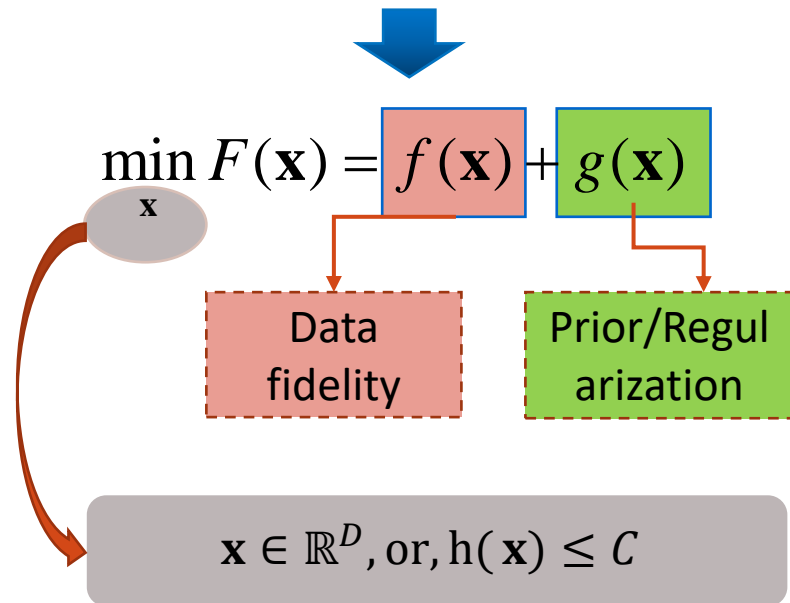 min F(x) = f(x) + g(x)
x
Data
fidelity
Prior/Regul
arization
x ∈ ℝ^D, or, h( x) ≤ C